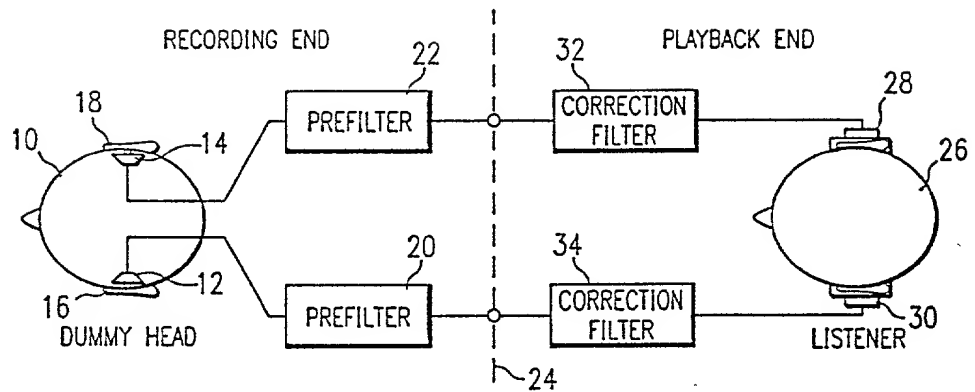 RECORDING END
PLAYBACK END
22
32
28
18
PREFILTER
CORRECTION
FILTER
10
14
26
20
34
16
12
PREFILTER
CORRECTION
FILTER
30
DUMMY HEAD
LISTENER
24